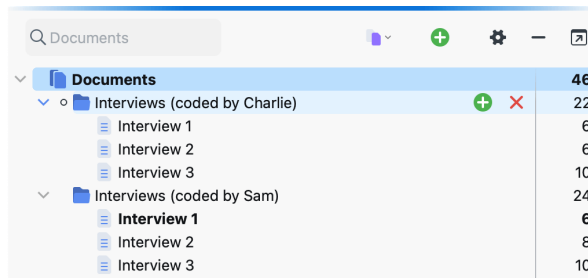 Documents
Documents 46
Interviews (coded by Charlie) 22
Interview 1 6
Interview 2 6
Interview 3 10
Interviews (coded by Sam) 24
Interview 1 6
Interview 2 8
Interview 3 10